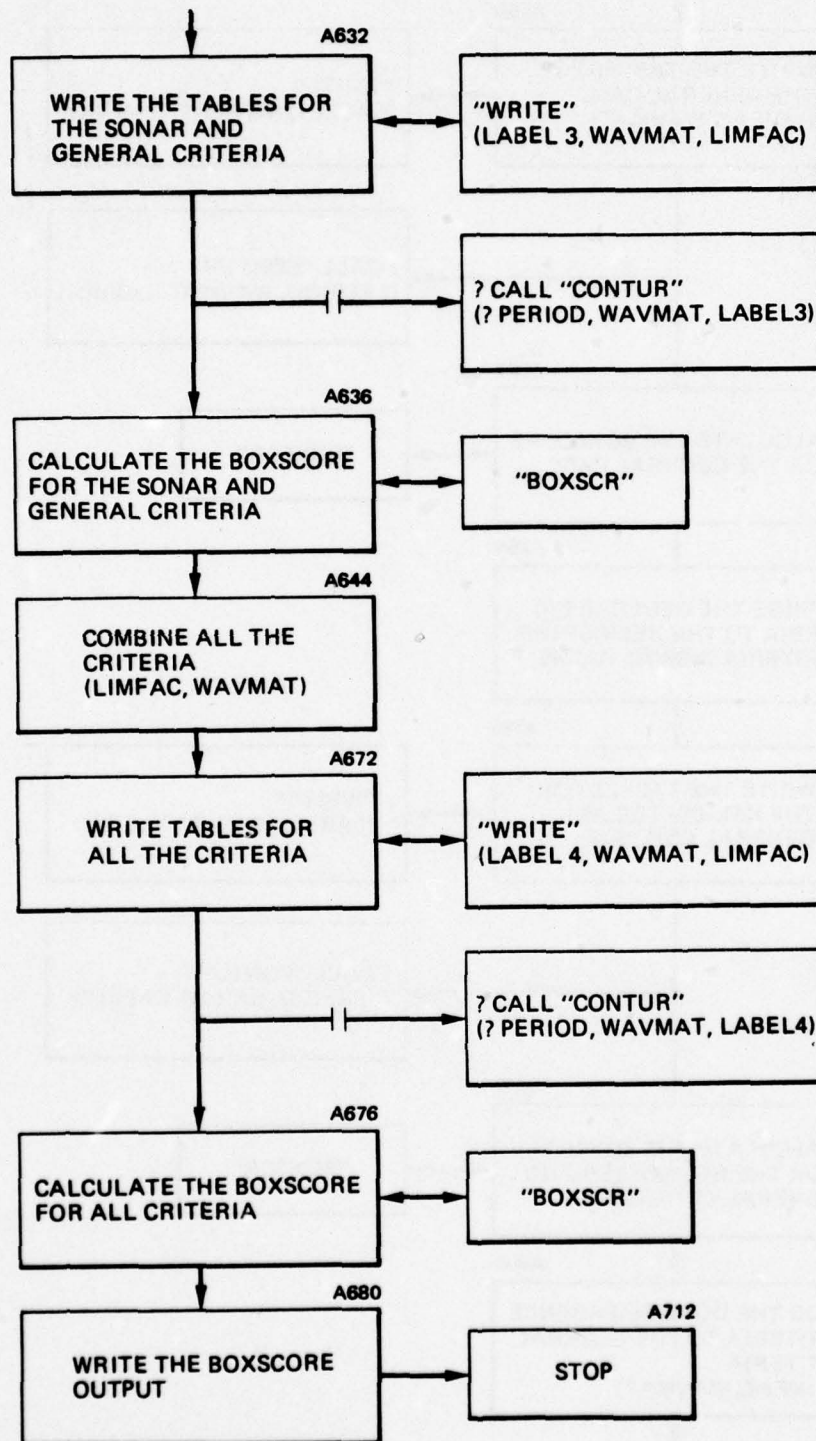 A632
WRITE THE TABLES FOR
THE SONAR AND
GENERAL CRITERIA
"WRITE"
(LABEL 3, WAVMAT, LIMFAC)
? CALL "CONTUR"
(? PERIOD, WAVMAT, LABEL3)
A636
CALCULATE THE BOXSCORE
FOR THE SONAR AND
GENERAL CRITERIA
"BOXSCR"
A644
COMBINE ALL THE
CRITERIA
(LIMFAC, WAVMAT)
A672
WRITE TABLES FOR
ALL THE CRITERIA
"WRITE"
(LABEL 4, WAVMAT, LIMFAC)
? CALL "CONTUR"
(? PERIOD, WAVMAT, LABEL4)
A676
CALCULATE THE BOXSCORE
FOR ALL CRITERIA
"BOXSCR"
A680
WRITE THE BOXSCORE
OUTPUT
A712
STOP